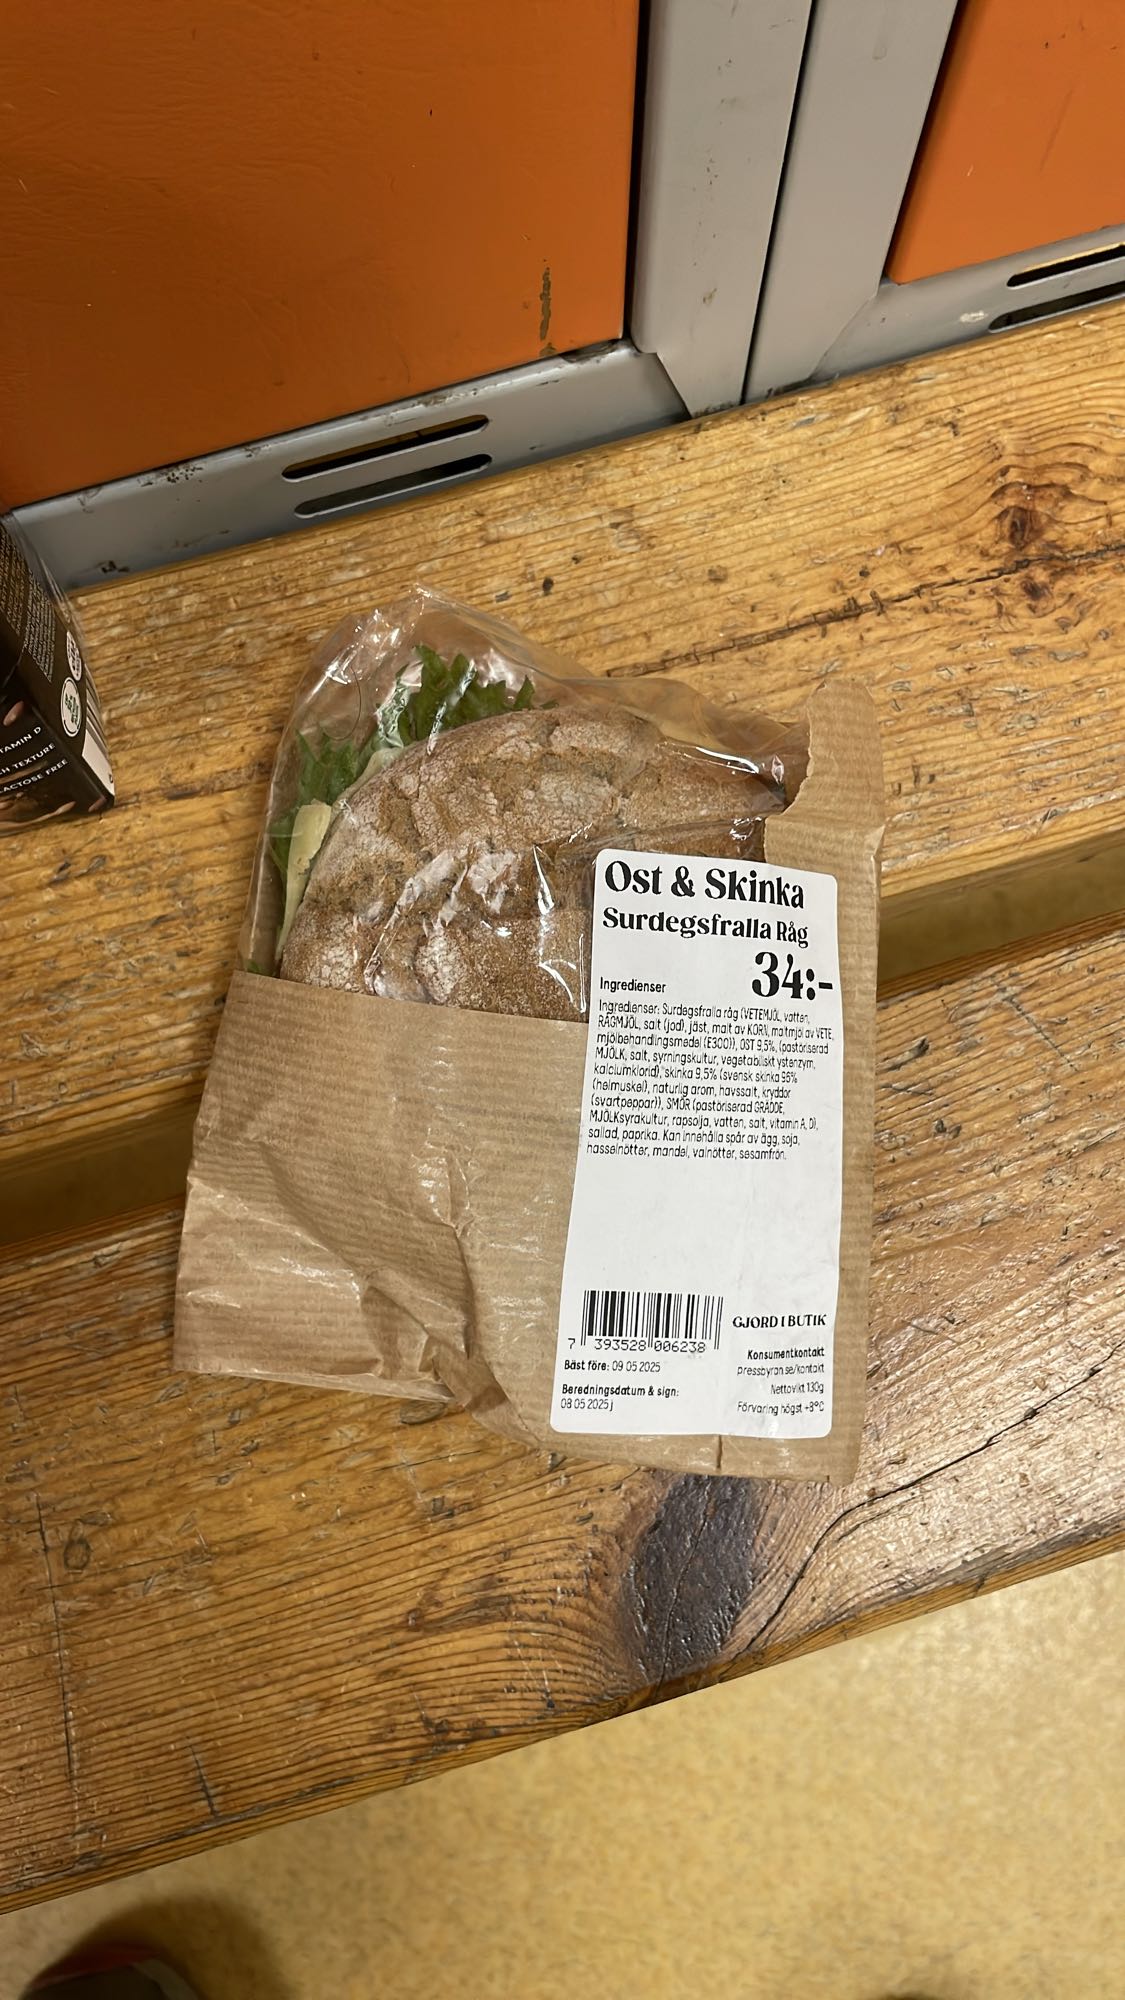 TAMIN D
H TEXTURE
LACTOSE FREE
Ost & Skinka
Surdegsfralla Råg
34:-
Ingredienser
Ingredienser: Surdegsfralla råg (VETEMJÖL, vatten,
RÅGMJÖL, salt (jod), jäst, malt av KORN, maltmjöl av VETE,
mjölbehandlingsmedel (E300)), OST 9,5%, (pastöriserad
MJÖLK, salt, syrningskultur, vegetabiliskt ystenzym,
kalciumklorid), skinka 9,5% (svensk skinka 96%
(helmuskel), naturlig arom, havssalt, kryddor
(svartpeppar)), SMÖR (pastöriserad GRÄDDE,
MJÖLKsyrakultur, rapsolja, vatten, salt, vitamin A, D),
sallad, paprika. Kan innehålla spår av ägg, soja,
hasselnötter, mandel, valnötter, sesamfrön.
7 393528 006238
GJORD I BUTIK
Bäst före: 09 05 2025
Beredningsdatum & sign:
08 05 2025 j
Konsumentkontakt
pressbyran.se/kontakt
Nettovikt 130g
Förvaring högst +8°C